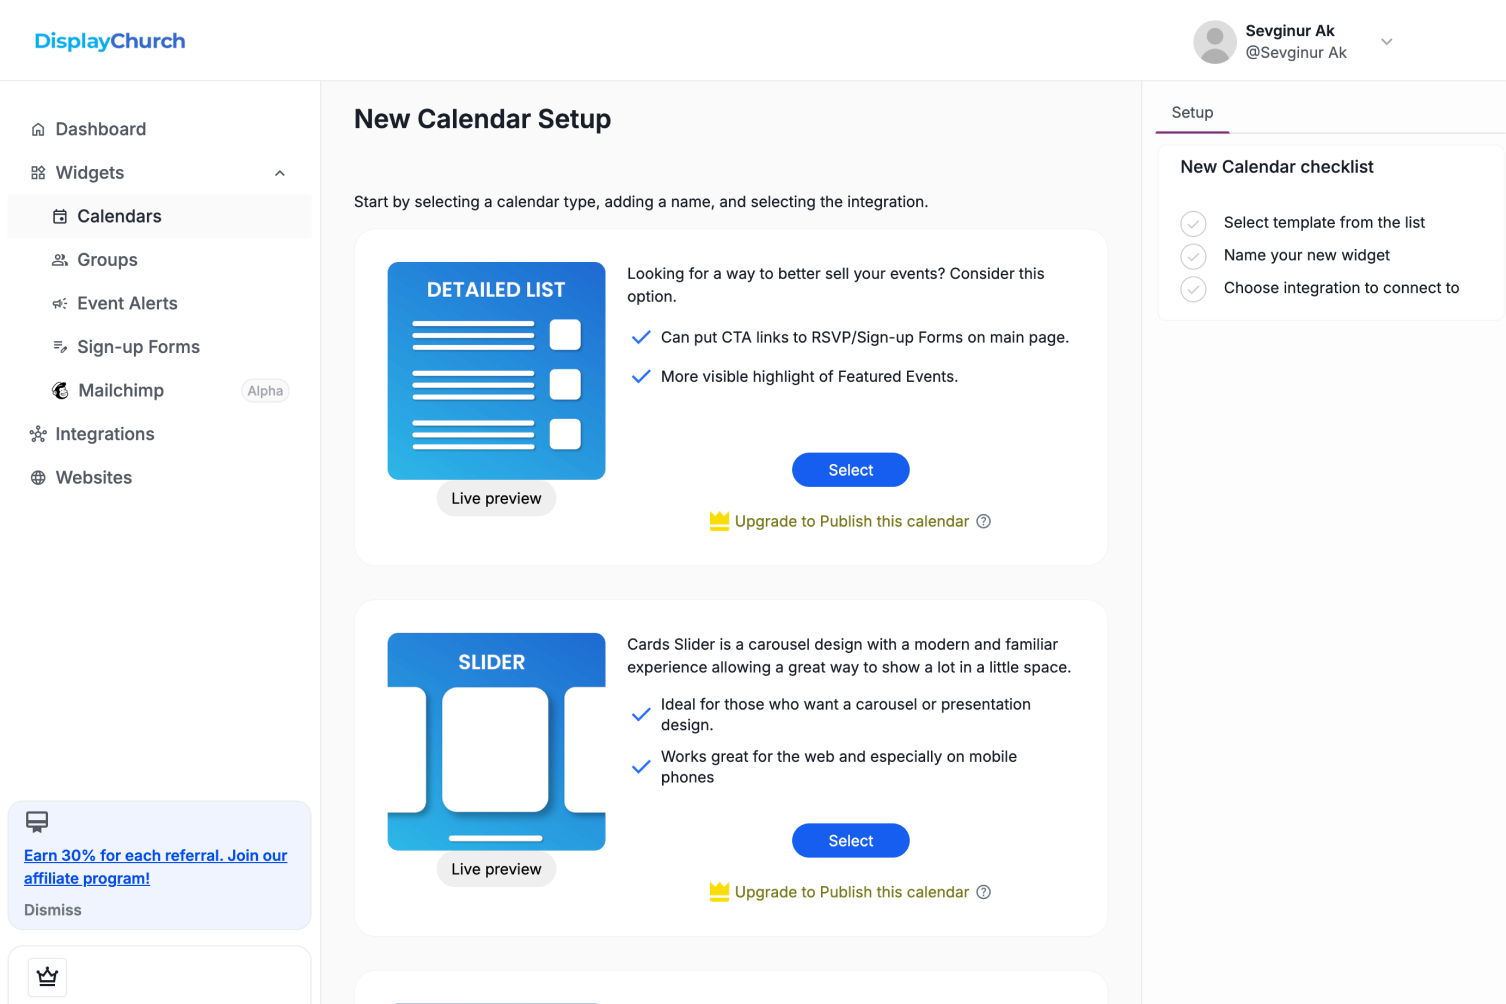 DisplayChurch
Sevginur Ak
@Sevginur Ak
Dashboard
Widgets
Calendars
Groups
Event Alerts
Sign-up Forms
Mailchimp
Alpha
Integrations
Websites
Earn 30% for each referral. Join our
affiliate program!
Dismiss
New Calendar Setup
Start by selecting a calendar type, adding a name, and selecting the integration.
DETAILED LIST
Live preview
Looking for a way to better sell your events? Consider this
option.
Can put CTA links to RSVP/Sign-up Forms on main page.
More visible highlight of Featured Events.
Select
Upgrade to Publish this calendar
SLIDER
Live preview
Cards Slider is a carousel design with a modern and familiar
experience allowing a great way to show a lot in a little space.
Ideal for those who want a carousel or presentation
design.
Works great for the web and especially on mobile
phones
Select
Upgrade to Publish this calendar
Setup
New Calendar checklist
Select template from the list
Name your new widget
Choose integration to connect to